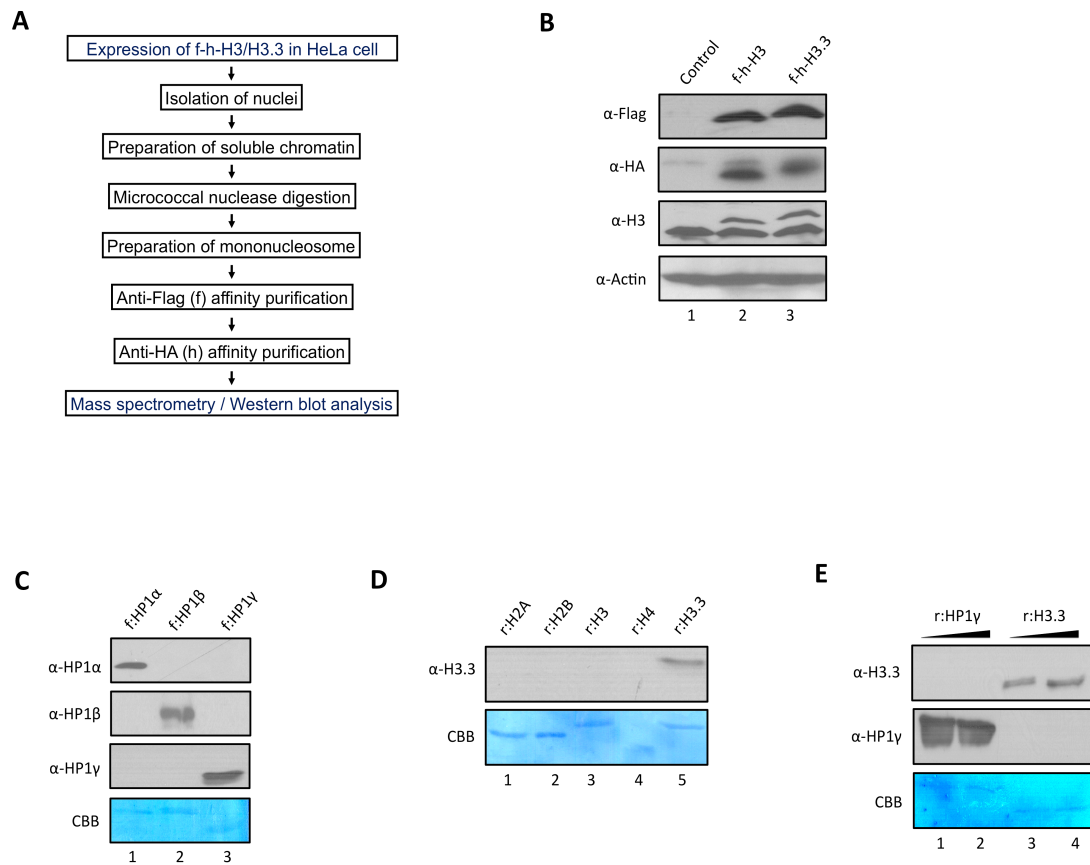 A
Expression of f-h-H3/H3.3 in HeLa cell
Isolation of nuclei
Preparation of soluble chromatin
Micrococcal nuclease digestion
Preparation of mononucleosome
Anti-Flag (f) affinity purification
Anti-HA (h) affinity purification
Mass spectrometry / Western blot analysis
B
Control f-h-H3 f-h-H3.3
α-Flag
α-HA
α-H3
α-Actin
1 2 3
C
f:HP1α f:HP1β f:HP1γ
α-HP1α
α-HP1β
α-HP1γ
CBB
1 2 3
D
r:H2A r:H2B r:H3 r:H4 r:H3.3
α-H3.3
CBB
1 2 3 4 5
E
r:HP1γ r:H3.3
α-H3.3
α-HP1γ
CBB
1 2 3 4